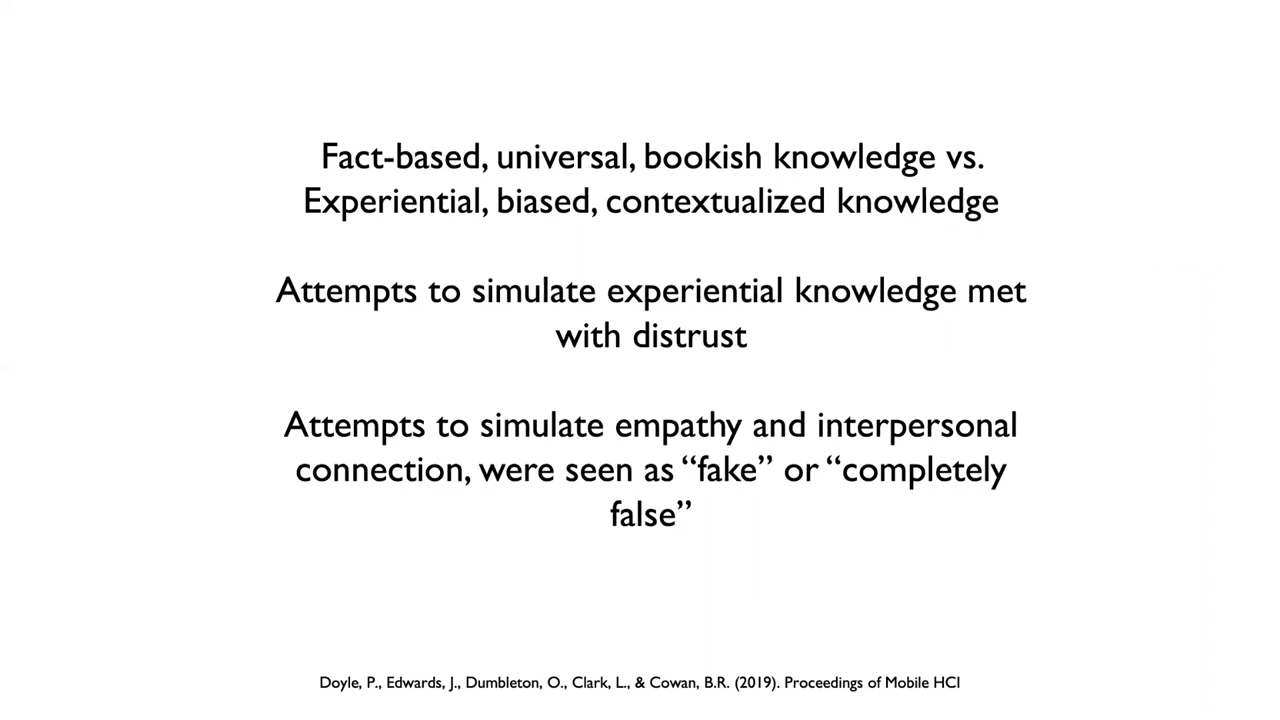 Fact-based, universal, bookish knowledge vs.
Experiential, biased, contextualized knowledge
Attempts to simulate experiential knowledge met
with distrust
Attempts to simulate empathy and interpersonal
connection, were seen as “fake” or “completely
false”
Doyle, P., Edwards, J., Dumbleton, O., Clark, L., & Cowan, B.R. (2019). Proceedings of Mobile HCI